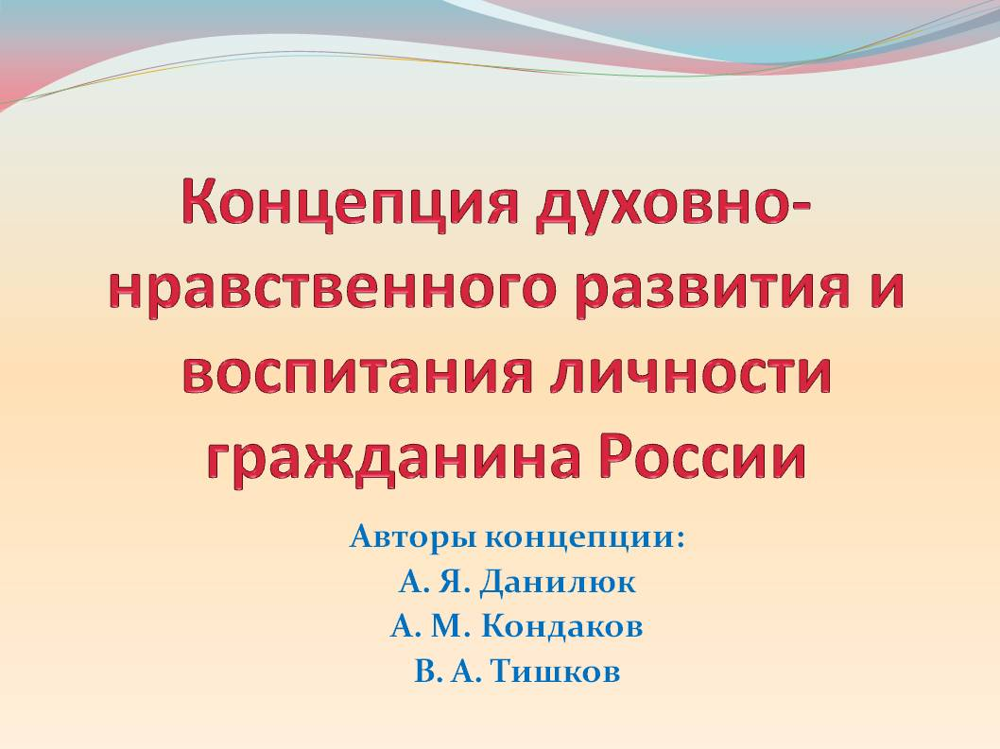 Концепция духовно-
нравственного развития и
воспитания личности
гражданина России
Авторы концепции:
А. Я. Данилюк
А. М. Кондаков
В. А. Тишков